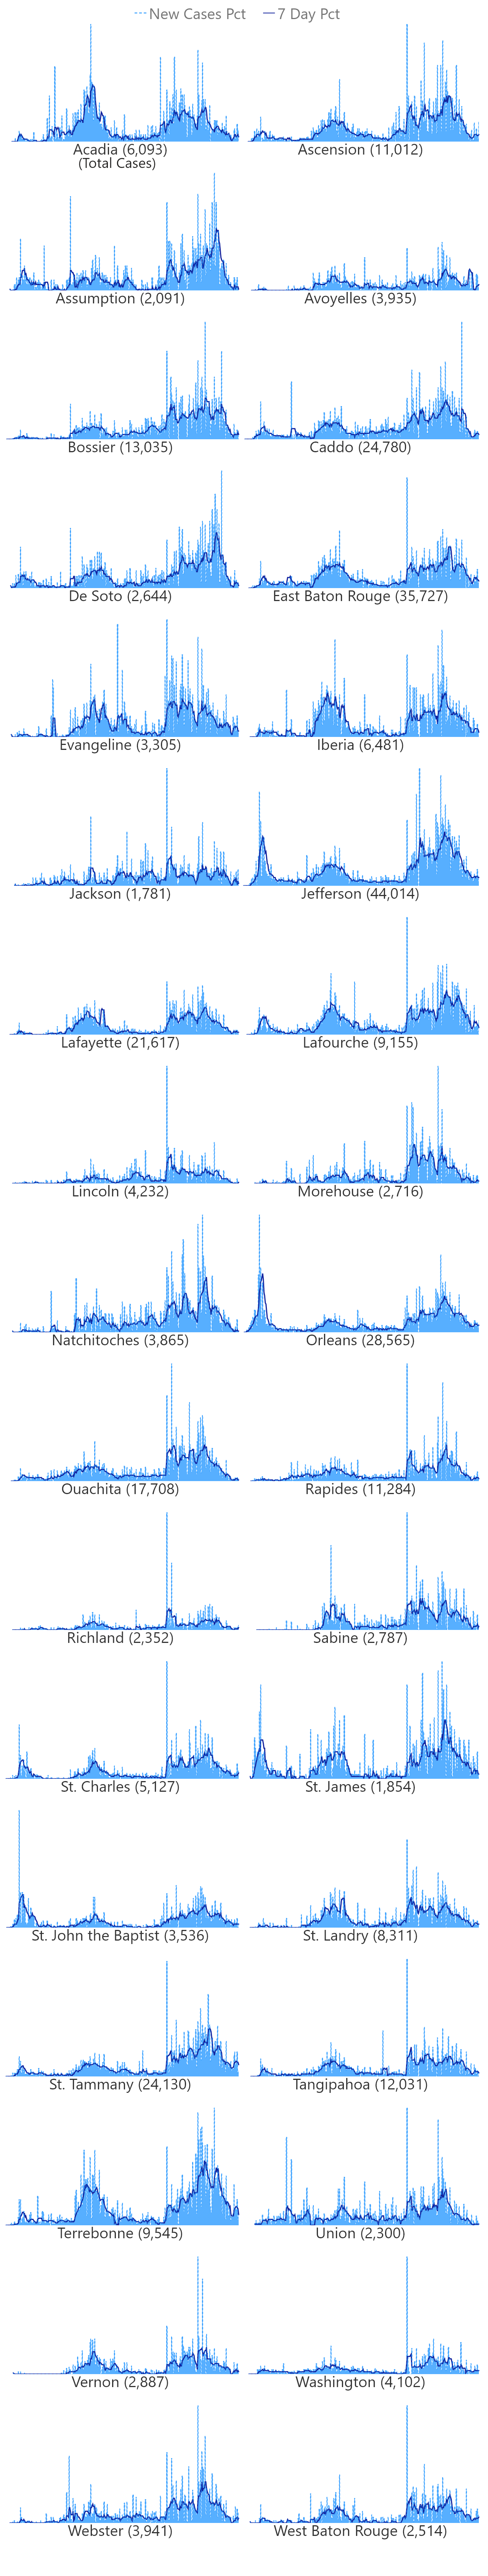 New Cases Pct 7 Day Pct
Acadia (6,093) Ascension (11,012)
(Total Cases)
Assumption (2,091) Avoyelles (3,935)
Bossier (13,035) Caddo (24,780)
De Soto (2,644) East Baton Rouge (35,727)
Evangeline (3,305) Iberia (6,481)
Jackson (1,781) Jefferson (44,014)
Lafayette (21,617) Lafourche (9,155)
Lincoln (4,232) Morehouse (2,716)
Natchitoches (3,865) Orleans (28,565)
Ouachita (17,708) Rapides (11,284)
Richland (2,352) Sabine (2,787)
St. Charles (5,127) St. James (1,854)
St. John the Baptist (3,536) St. Landry (8,311)
St. Tammany (24,130) Tangipahoa (12,031)
Terrebonne (9,545) Union (2,300)
Vernon (2,887) Washington (4,102)
Webster (3,941) West Baton Rouge (2,514)